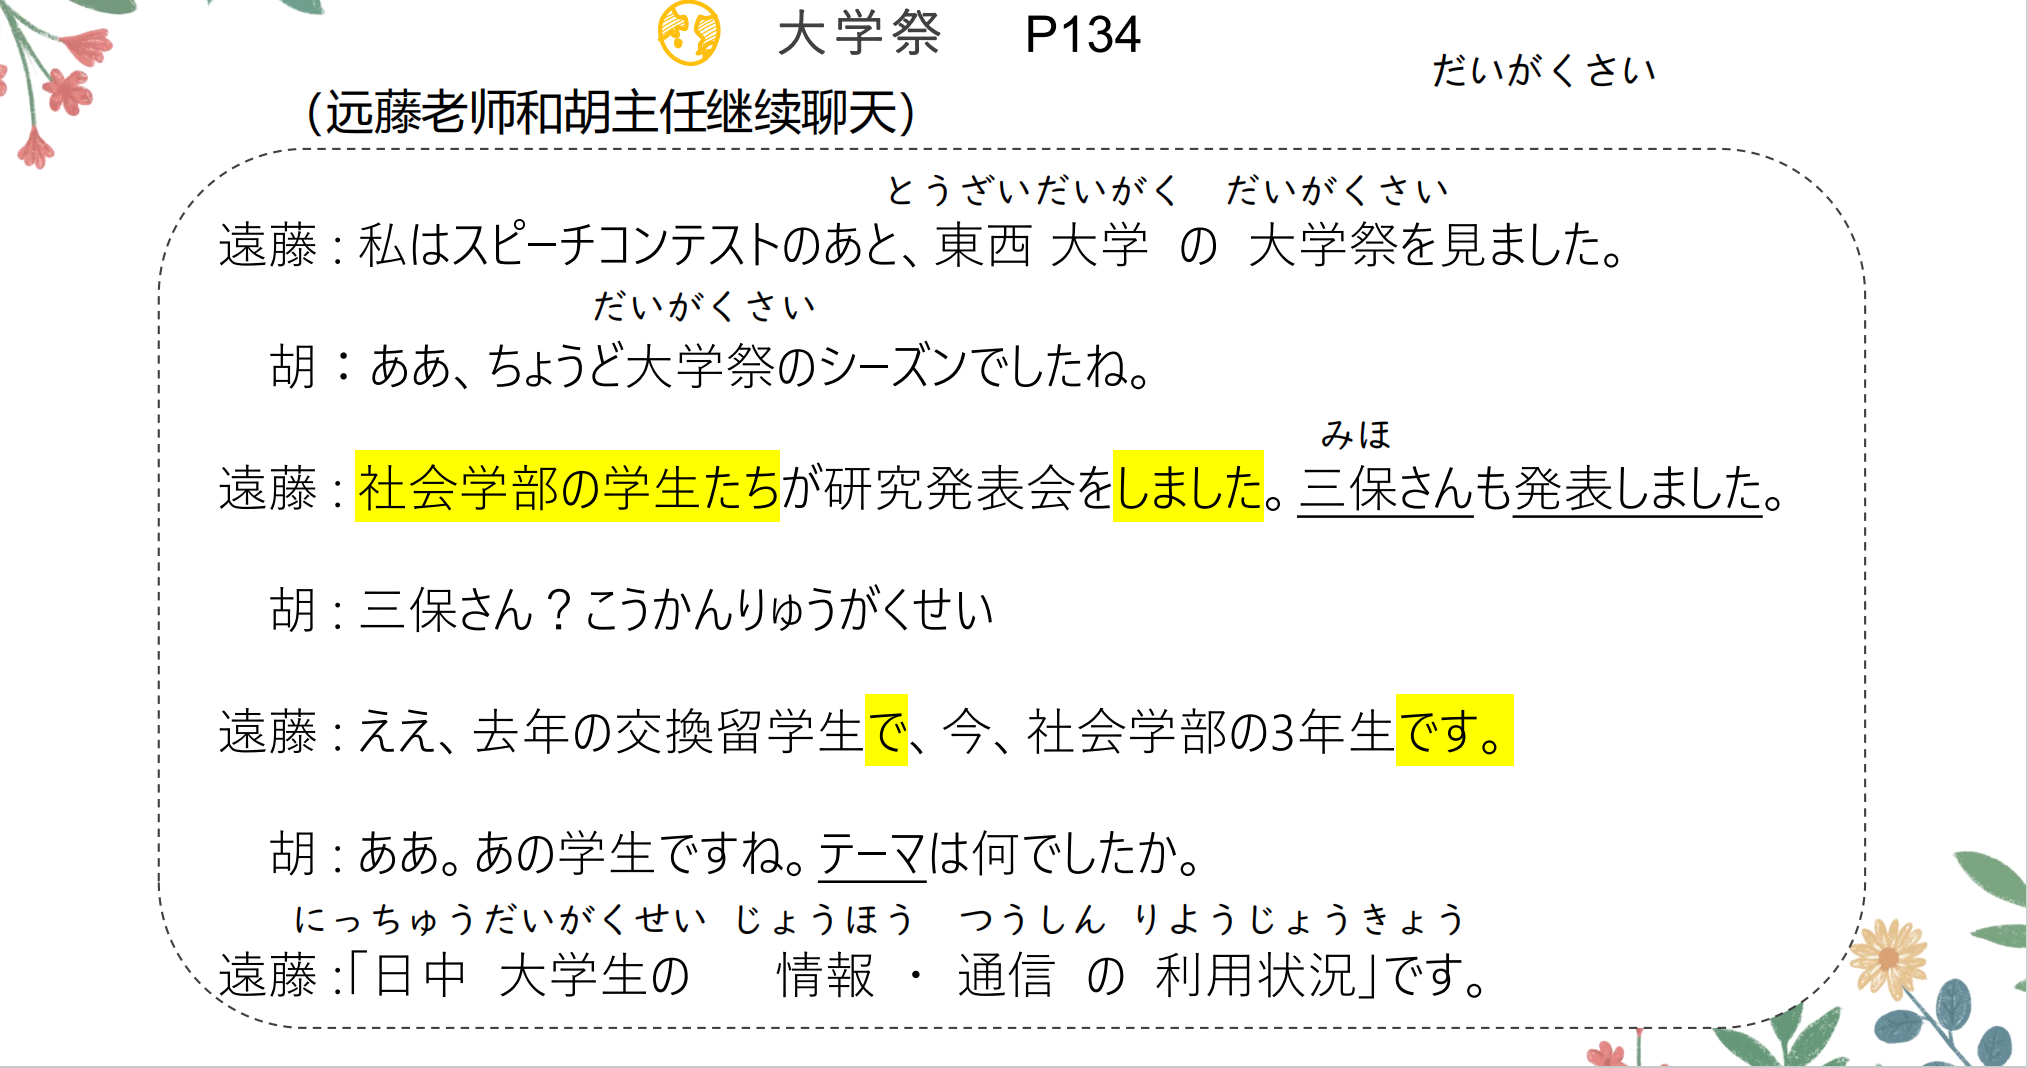 大学祭 P134
だいがくさい
（远藤老师和胡主任继续聊天）
とうざいだいがく だいがくさい
遠藤：私はスピーチコンテストのあと、東西 大学 の 大学祭を見ました。
だいがくさい
胡：ああ、ちょうど大学祭のシーズンでしたね。
みほ
遠藤：社会学部の学生たちが研究発表会をしました。三保さんも発表しました。
胡：三保さん？こうかんりゅうがくせい
遠藤：ええ、去年の交換留学生で、今、社会学部の3年生です。
胡：ああ。あの学生ですね。テーマは何でしたか。
にっちゅうだいがくせい じょうほう つうしん りようじょうきょう
遠藤：「日中 大学生の 情報 ・ 通信 の 利用状況」です。